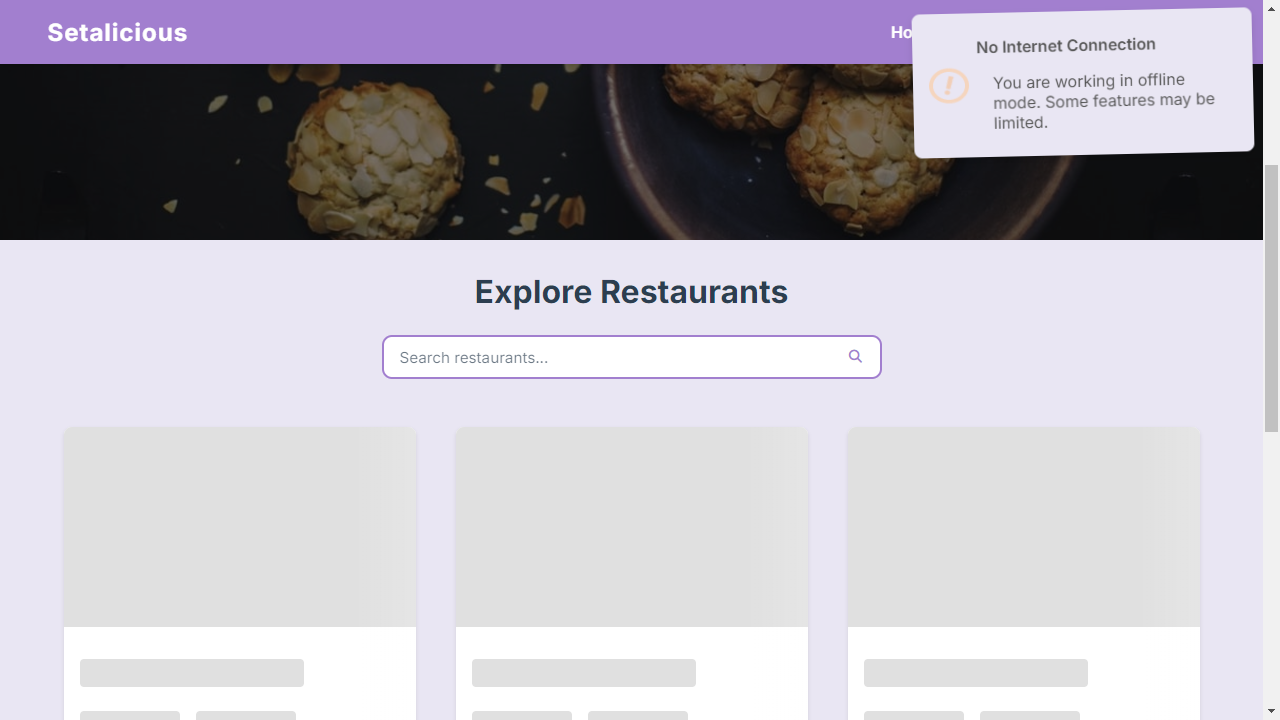 Setalicious
Ho
No Internet Connection
You are working in offline
mode. Some features may be
limited.
Explore Restaurants
Search restaurants...